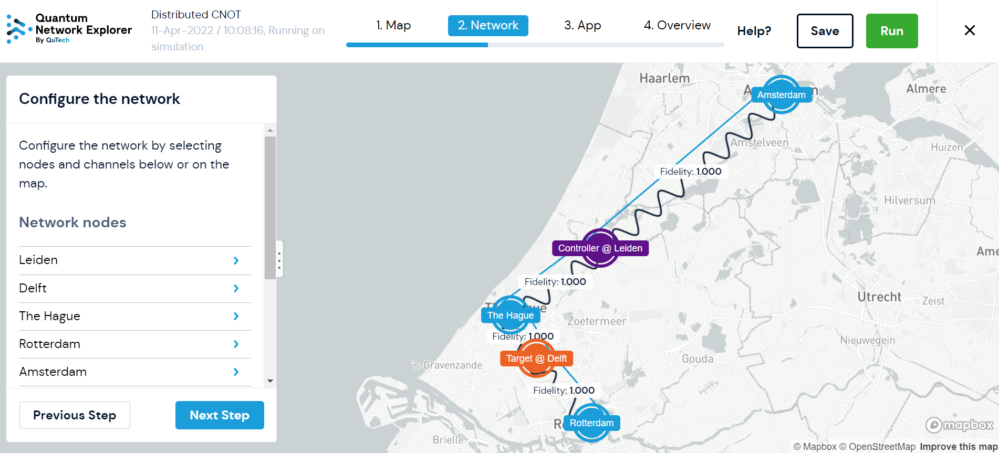 Quantum
Network Explorer
By QuTech
Distributed CNOT
11-Apr-2022 / 10:08:16, Running on
simulation
1. Map
2. Network
3. App
4. Overview
Help?
Save
Run
Configure the network
Configure the network by selecting
nodes and channels below or on the
map.
Network nodes
Leiden
Delft
The Hague
Rotterdam
Amsterdam
Previous Step
Next Step
Haarlem
Amsterdam
Almere
Amstelveen
Huizen
Fidelity: 1.000
Hilversum
Controller @ Leiden
Ame
Fidelity: 1.000
Utrecht
Zeist
The Hague
Zoetermeer
Fidelity: 1.000
Nieuwegein
Target @ Delft
Gouda
's-Gravenzande
Fidelity: 1.000
Rotterdam
Brielle
mapbox
© Mapbox © OpenStreetMap Improve this map